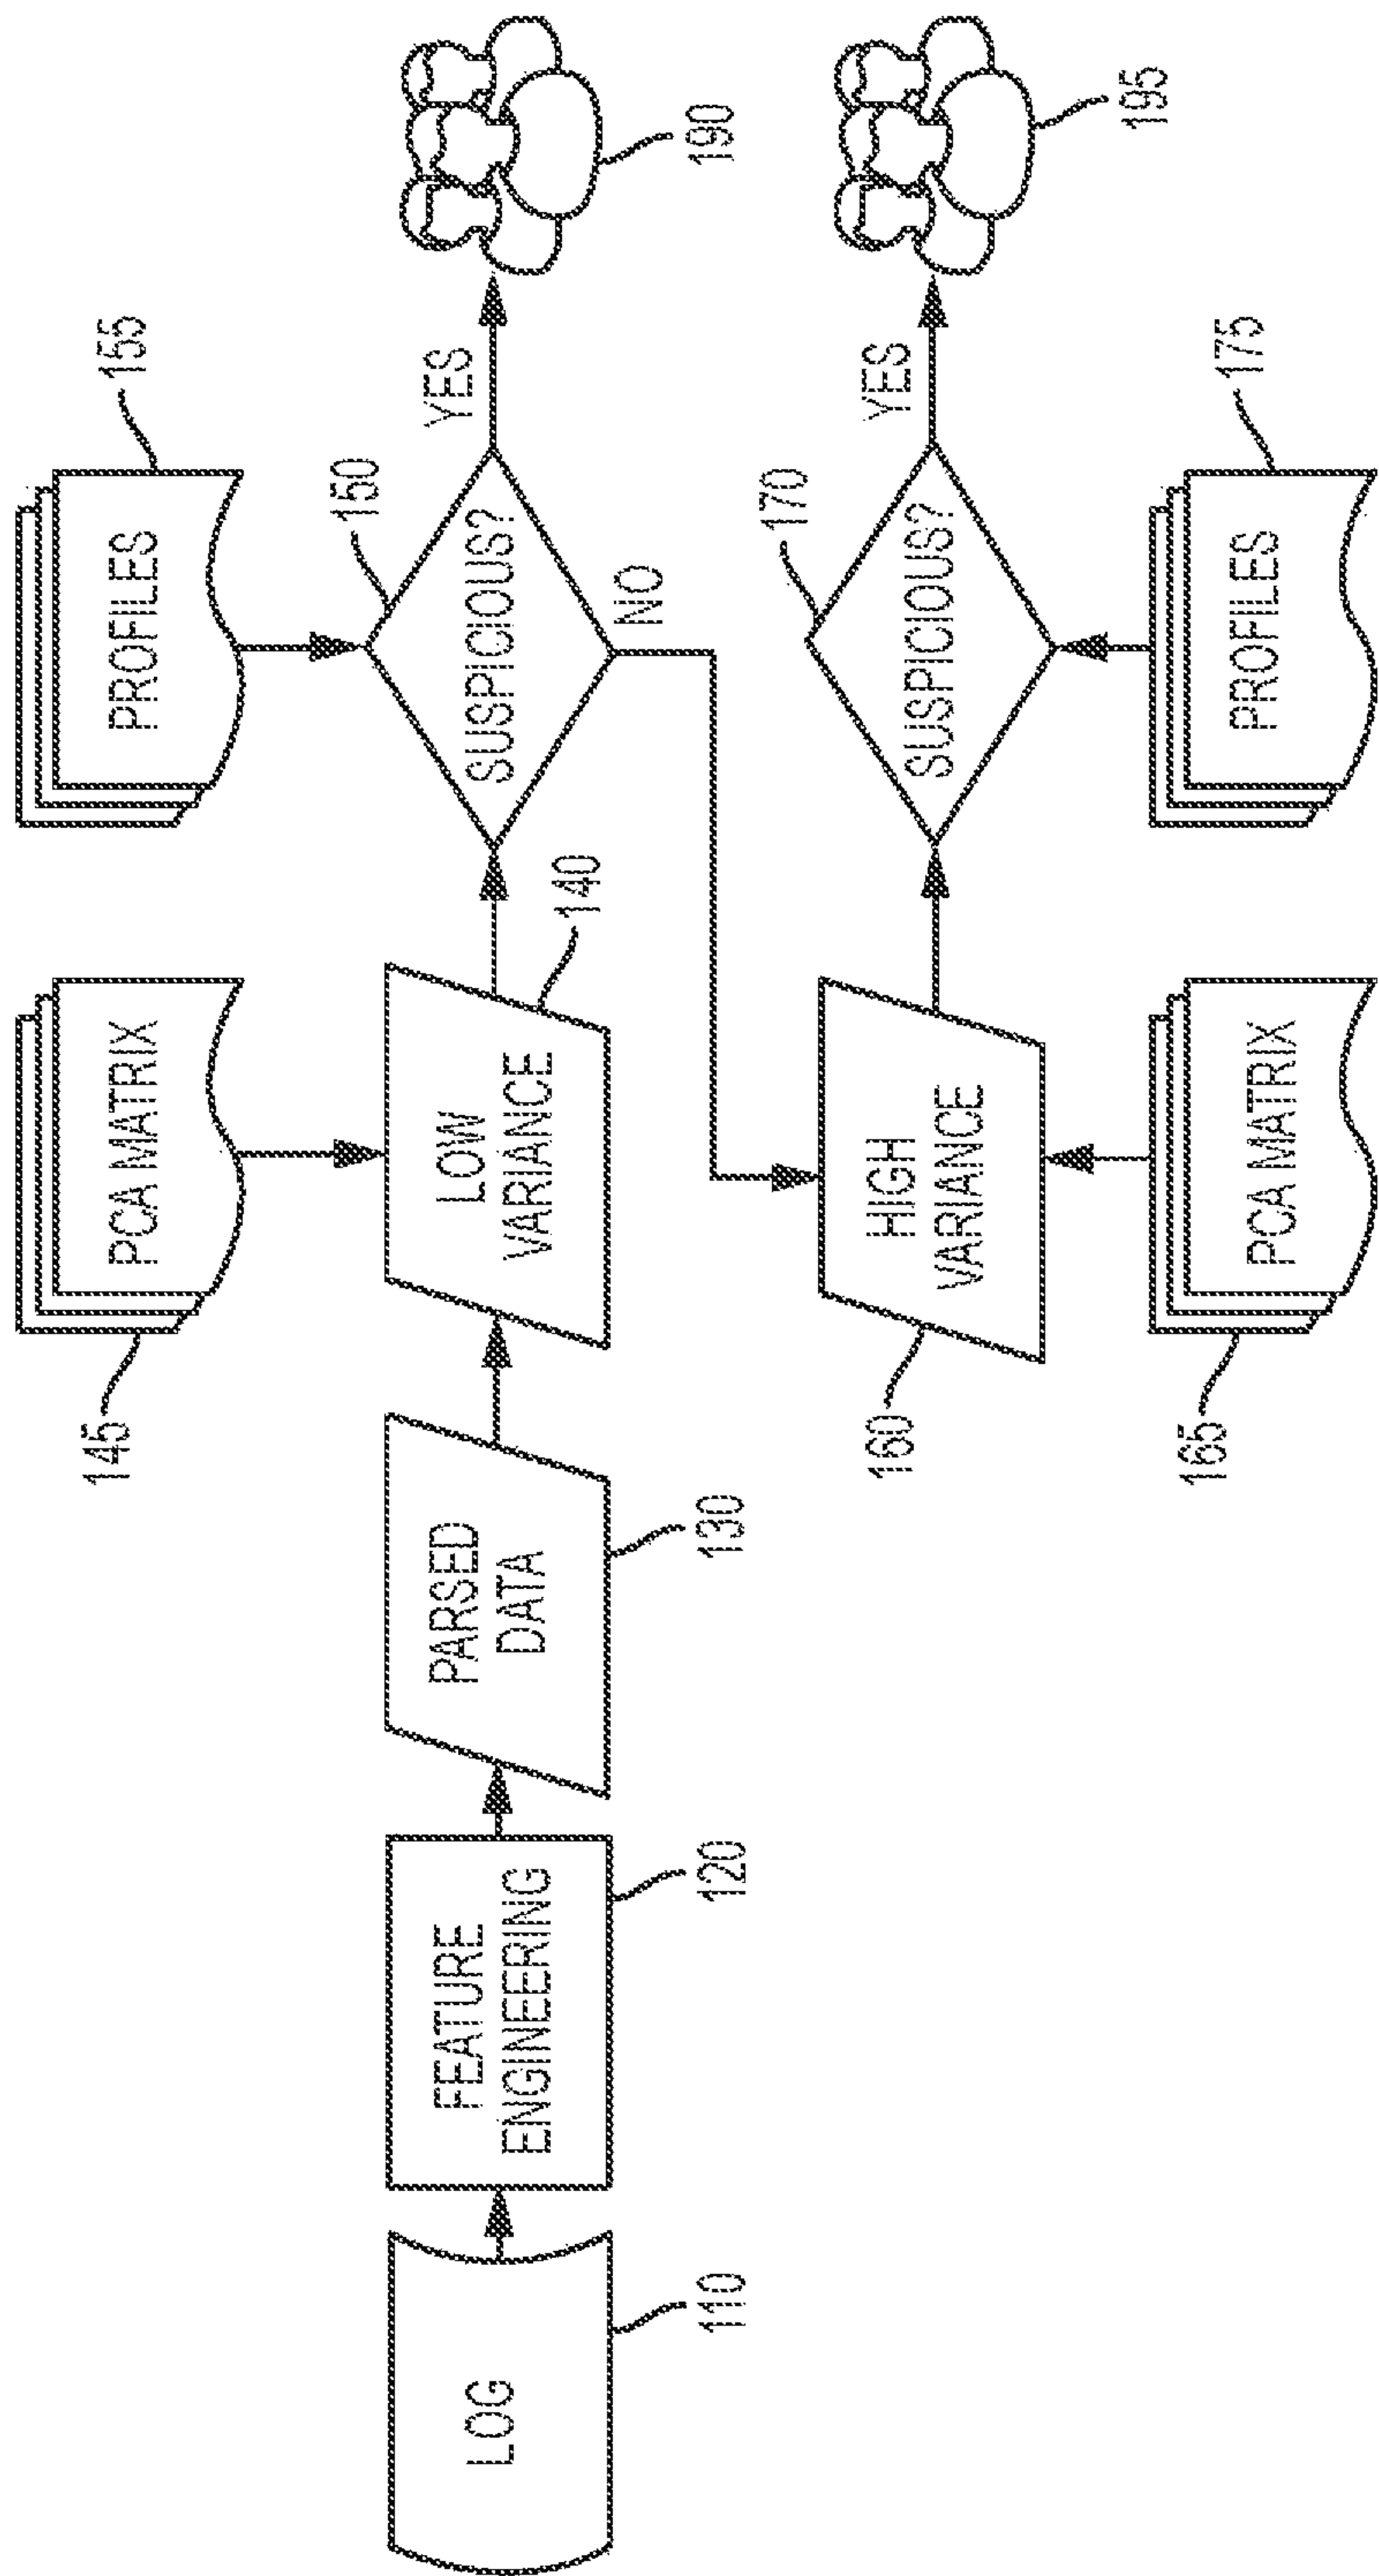 145
PCA MATRIX
PROFILES
155
LOG
110
FEATURE
ENGINEERING
120
PARSED
DATA
130
LOW
VARIANCE
140
SUSPICIOUS?
150
YES
NO
190
HIGH
VARIANCE
160
SUSPICIOUS?
170
YES
195
165
PCA MATRIX
PROFILES
175